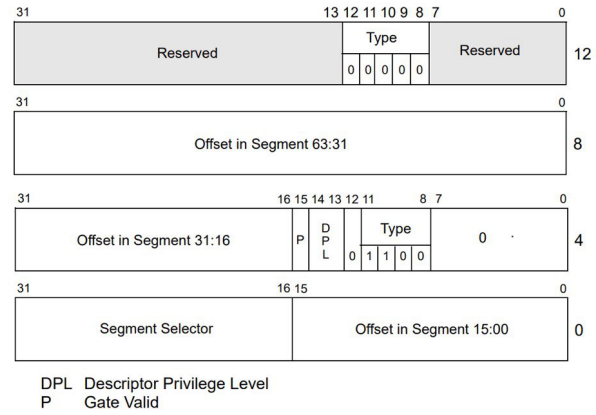 31 13 12 11 10 9 8 7 0
Type
Reserved Reserved 12
0 0 0 0 0
31 0
Offset in Segment 63:31 8
31 16 15 14 13 12 11 8 7 0
Offset in Segment 31:16 P DPL Type 0 . 4
0 1 1 0 0
31 16 15 0
Segment Selector Offset in Segment 15:00 0
DPL Descriptor Privilege Level
P Gate Valid